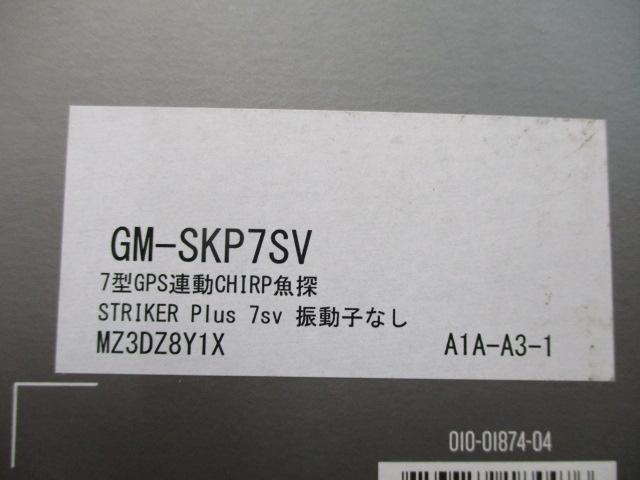 GM-SKP7SV
7型GPS連動CHIRP魚探
STRIKER Plus 7sv 振動子なし
MZ3DZ8Y1X A1A-A3-1
010-01874-04